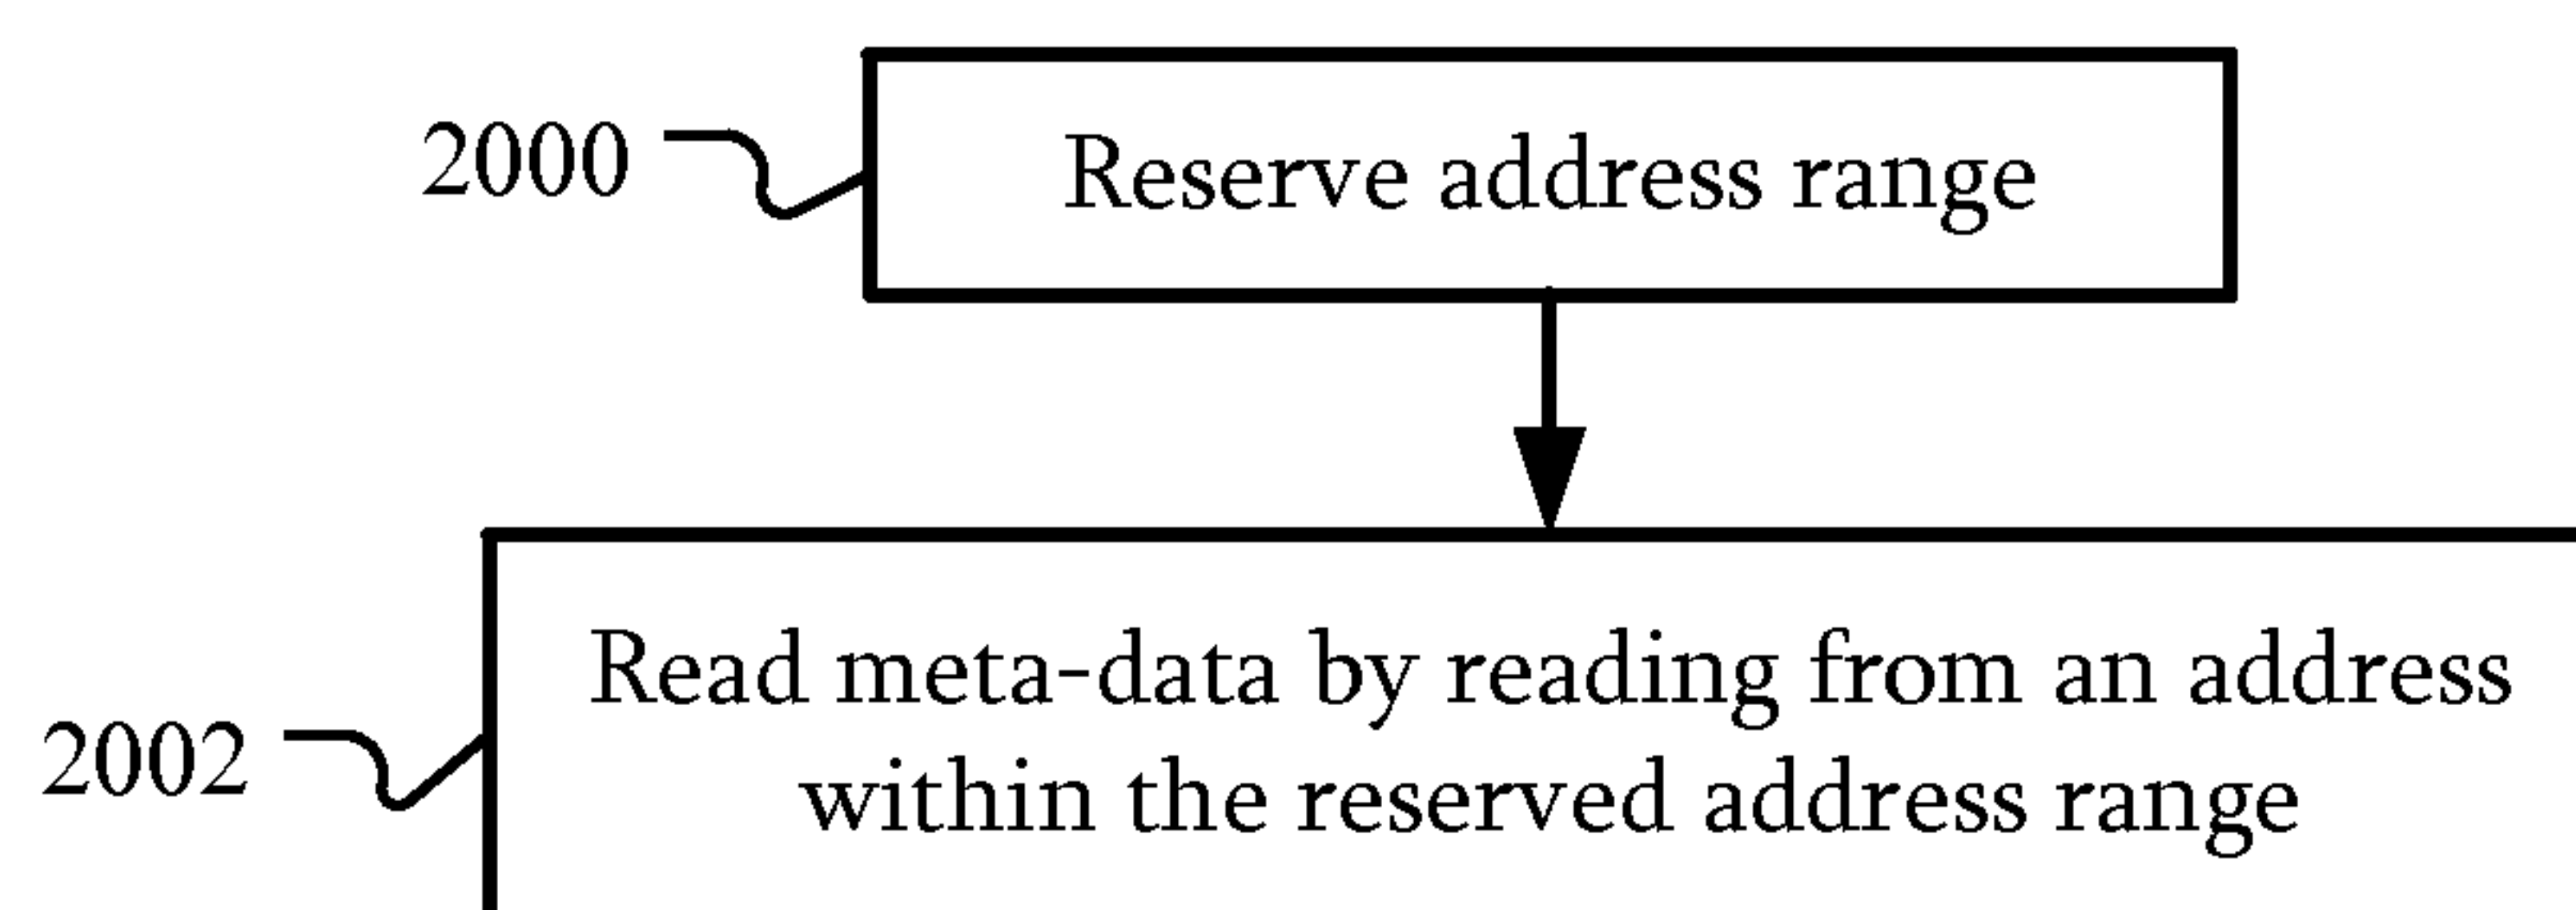 2000
Reserve address range
2002
Read meta-data by reading from an address
within the reserved address range